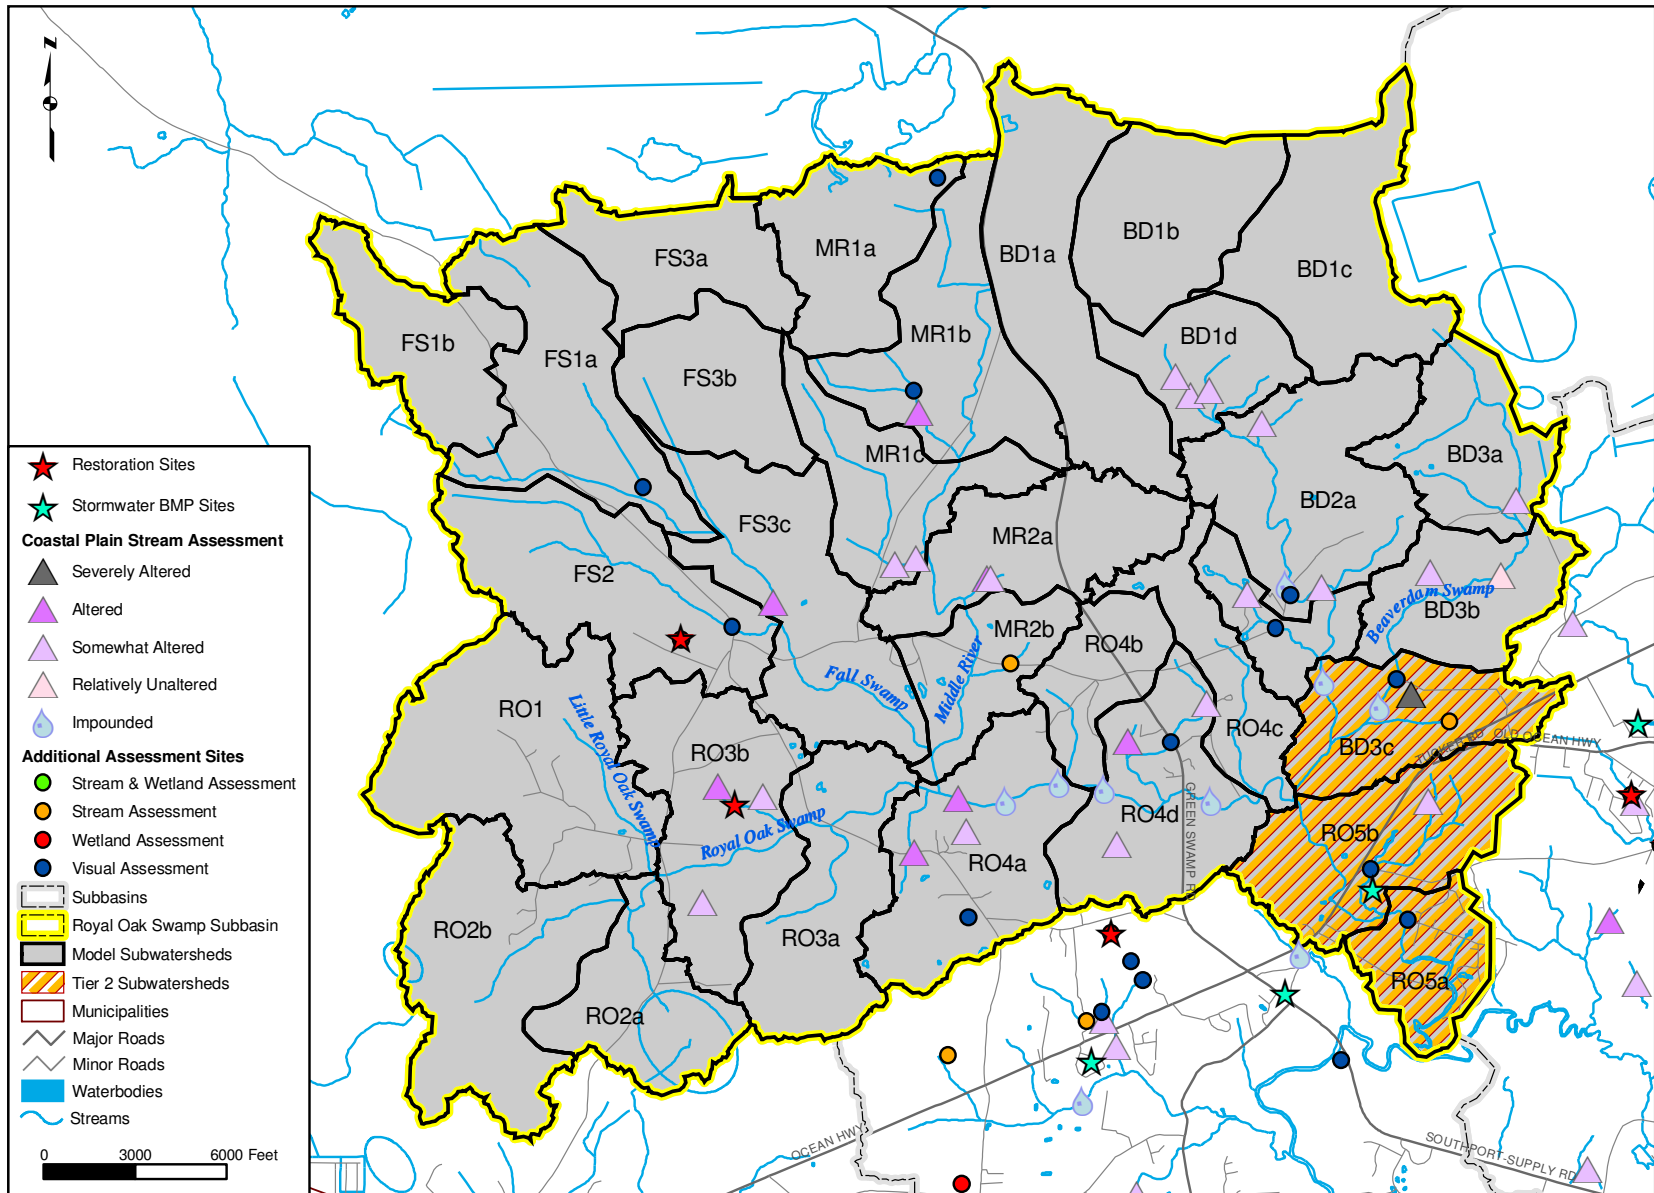 z
BD1a
BD1b
BD1c
MR1a
FS3a
MR1b
BD1d
FS1b
FS1a
FS3b
MR1c
BD3a
BD2a
FS3c
MR2a
FS2
Beaverdam Swamp
BD3b
MR2b
RO4b
Fall Swamp
Middle River
RO1
Little Royal Oak Swamp
RO3b
RO4c
BD3c
TUCKER RD
OLD OCEAN HWY
GREEN SWAMP RD
Royal Oak Swamp
RO4d
RO5b
RO4a
RO2b
RO3a
RO5a
RO2a
OCEAN HWY
SOUTHPORT-SUPPLY RD
Restoration Sites
Stormwater BMP Sites
Coastal Plain Stream Assessment
Severely Altered
Altered
Somewhat Altered
Relatively Unaltered
Impounded
Additional Assessment Sites
Stream & Wetland Assessment
Stream Assessment
Wetland Assessment
Visual Assessment
Subbasins
Royal Oak Swamp Subbasin
Model Subwatersheds
Tier 2 Subwatersheds
Municipalities
Major Roads
Minor Roads
Waterbodies
Streams
0 3000 6000 Feet